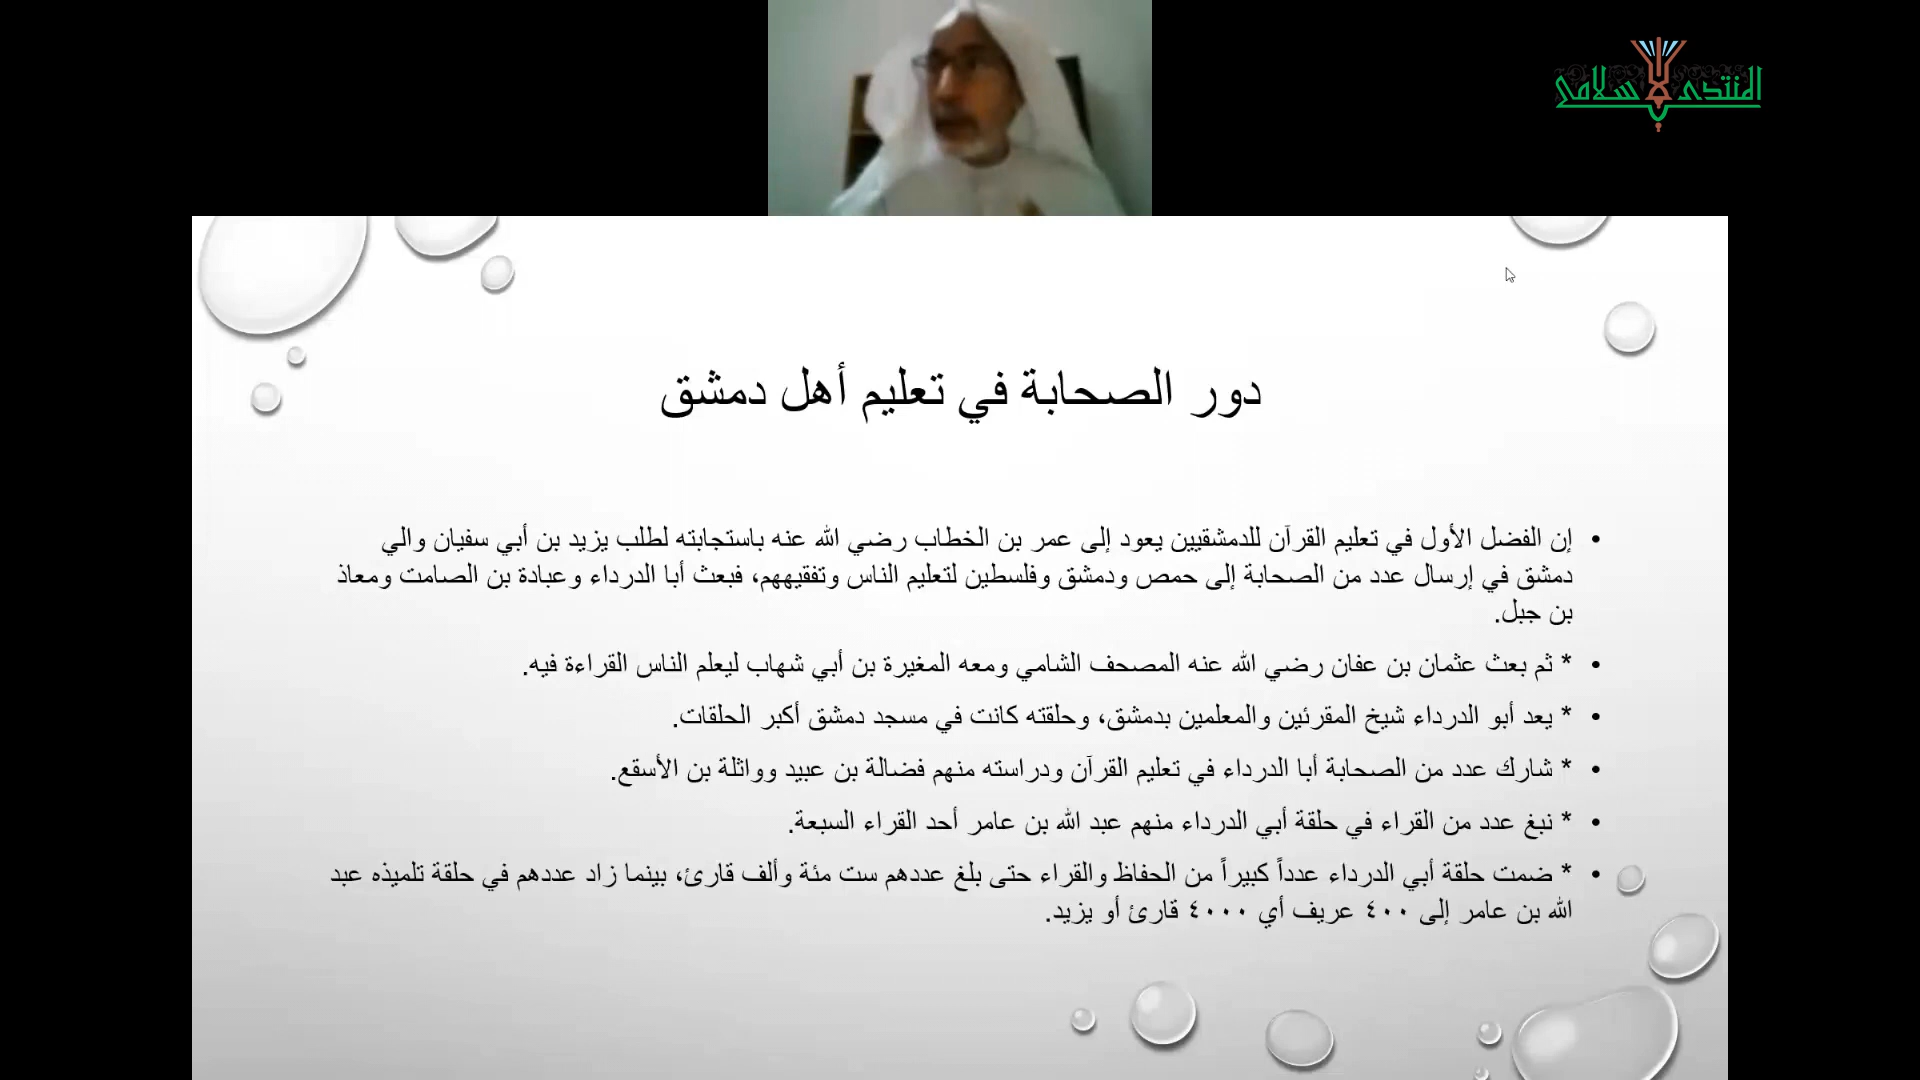 المنتدى الإسلامي
دور الصحابة في تعليم أهل دمشق
• إن الفضل الأول في تعليم القرآن للدمشقيين يعود إلى عمر بن الخطاب رضي الله عنه باستجابته لطلب يزيد بن أبي سفيان والي
دمشق في إرسال عدد من الصحابة إلى حمص ودمشق وفلسطين لتعليم الناس وتفقيههم، فبعث أبا الدرداء وعبادة بن الصامت ومعاذ
بن جبل.
• * ثم بعث عثمان بن عفان رضي الله عنه المصحف الشامي ومعه المغيرة بن أبي شهاب ليعلم الناس القراءة فيه.
• * يعد أبو الدرداء شيخ المقرئين والمعلمين بدمشق، وحلقته كانت في مسجد دمشق أكبر الحلقات.
• * شارك عدد من الصحابة أبا الدرداء في تعليم القرآن ودراسته منهم فضالة بن عبيد وواثلة بن الأسقع.
• * نبغ عدد من القراء في حلقة أبي الدرداء منهم عبد الله بن عامر أحد القراء السبعة.
• * ضمت حلقة أبي الدرداء عدداً كبيراً من الحفاظ والقراء حتى بلغ عددهم ست مئة وألف قارئ، بينما زاد عددهم في حلقة تلميذه عبد
الله بن عامر إلى ٤٠٠ عريف أي ٤٠٠٠ قارئ أو يزيد.